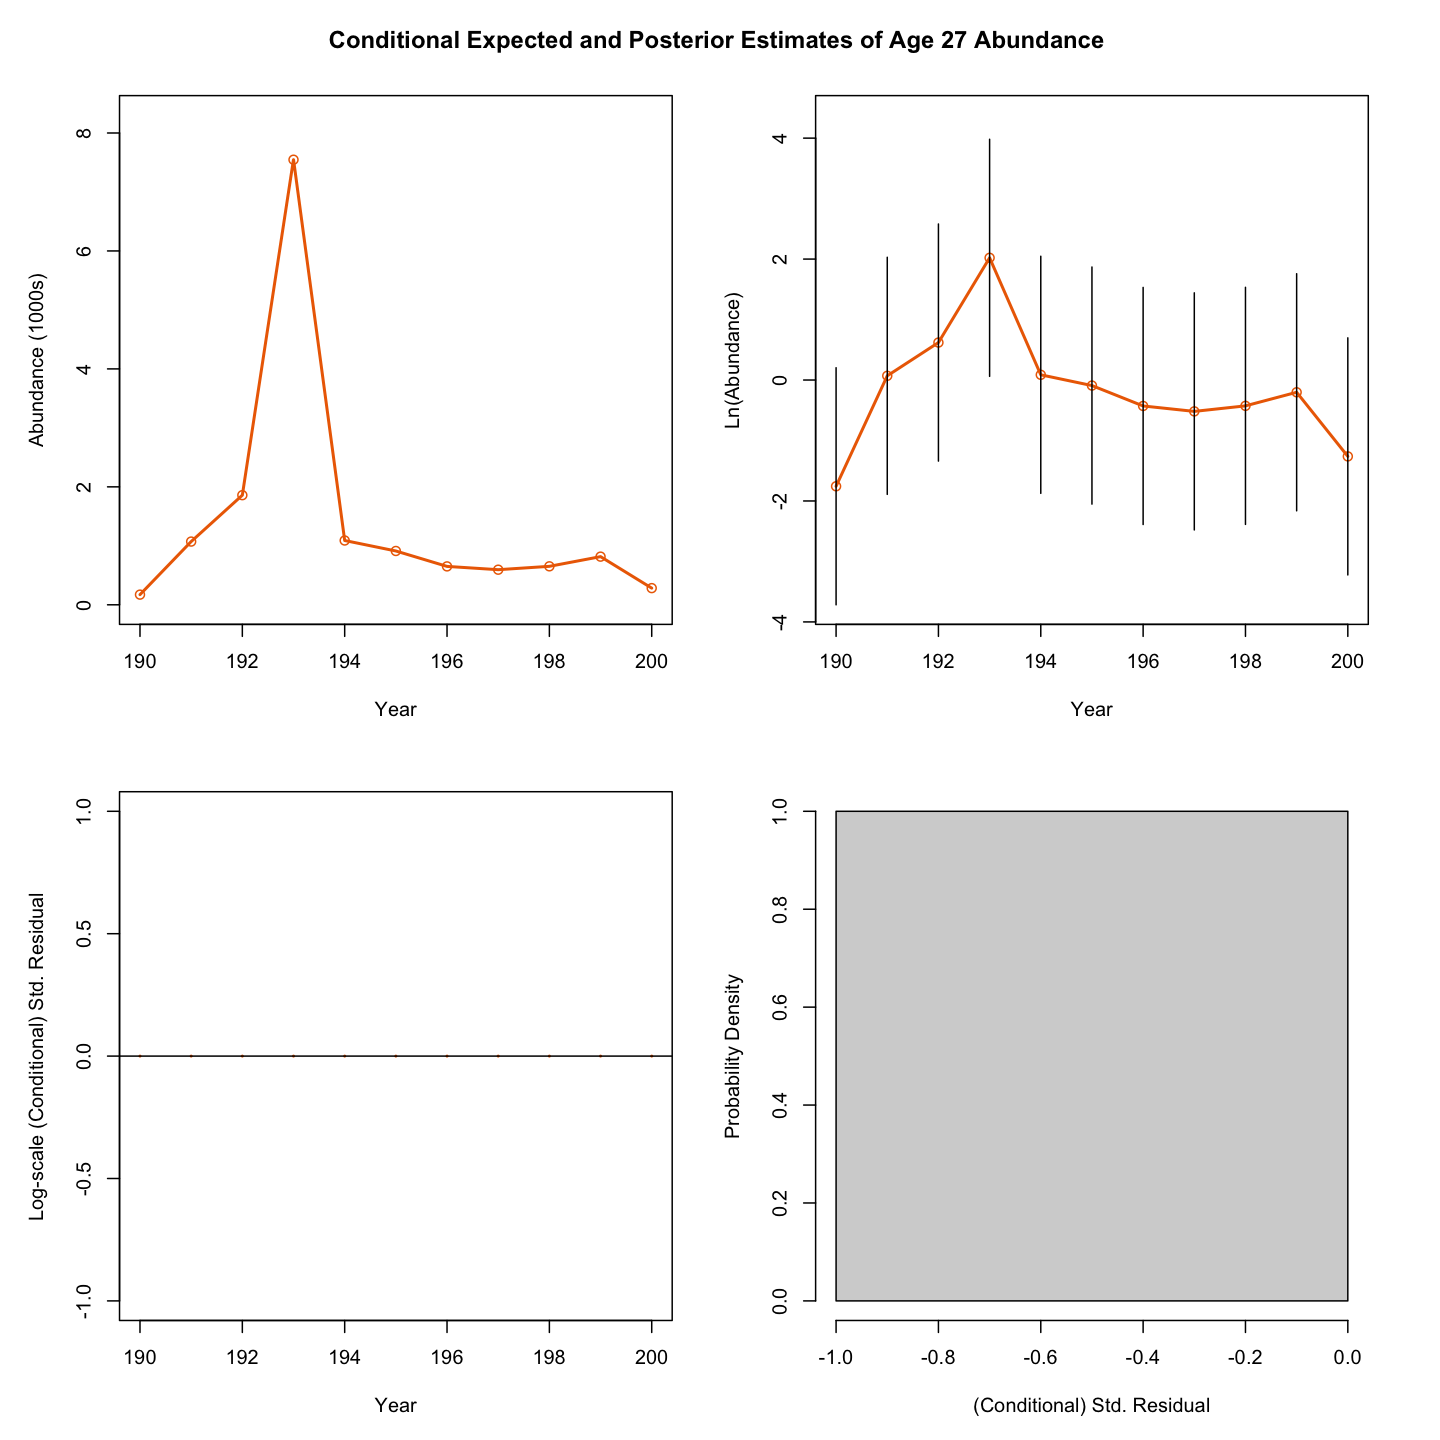 Conditional Expected and Posterior Estimates of Age 27 Abundance
Abundance (1000s)
8
6
4
2
0
190 192 194 196 198 200
Year
Ln(Abundance)
4
2
0
-2
-4
190 192 194 196 198 200
Year
Log-scale (Conditional) Std. Residual
1.0
0.5
0.0
-0.5
-1.0
190 192 194 196 198 200
Year
Probability Density
1.0
0.8
0.6
0.4
0.2
0.0
-1.0 -0.8 -0.6 -0.4 -0.2 0.0
(Conditional) Std. Residual